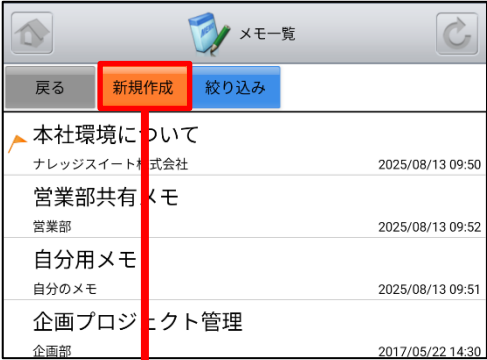 メモ一覧
戻る 新規作成 絞り込み
本社環境について
ナレッジスイート株式会社 2025/08/13 09:50
営業部共有メモ
営業部 2025/08/13 09:52
自分用メモ
自分のメモ 2025/08/13 09:51
企画プロジェクト管理
企画部 2017/05/22 14:30